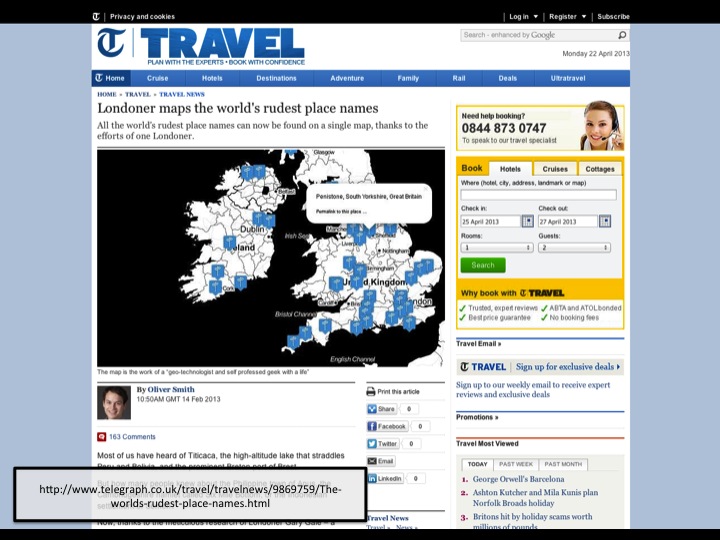 Privacy and cookies
Log in
Register
Subscribe
TRAVEL
PLAN WITH THE EXPERTS • BOOK WITH CONFIDENCE
Search - enhanced by Google
Monday 22 April 2013
Home
Cruise
Hotels
Destinations
Adventure
Family
Rail
Deals
Ultratravel
HOME » TRAVEL » TRAVEL NEWS
Londoner maps the world's rudest place names
All the world's rudest place names can now be found on a single map, thanks to the
efforts of one Londoner.
Glasgow
Belfast
Penistone, South Yorkshire, Great Britain
Permalink to this place ...
Dublin
Irish Sea
Nottingham
Bristol Channel
English Channel
The map is the work of a "geo-technologist and self professed geek with a life"
By Oliver Smith
10:50AM GMT 14 Feb 2013
163 Comments
Most of us have heard of Titicaca, the high-altitude lake that straddles
Peru and Bolivia, and the prominent Breton port of Brest.
Now, thanks to the meticulous research of Londoner Gary Gale – a
http://www.telegraph.co.uk/travel/travelnews/9869759/The-
worlds-rudest-place-names.html
Print this article
Share 0
Facebook 0
Twitter 0
Email
LinkedIn 0
Travel News »
Travel » News »
Need help booking?
0844 873 0747
To speak to our travel specialist
Book
Hotels
Cruises
Cottages
Where (hotel, city, address, landmark or map)
Check in:
Check out:
25 April 2013
27 April 2013
Rooms:
Guests:
1
2
Search
Why book with TRAVEL
Trusted, expert reviews
ABTA and ATOL bonded
Best price guarantee
No booking fees
Travel Email »
TRAVEL Sign up for exclusive deals
Sign up to our weekly email to receive expert
reviews and exclusive deals
Promotions »
Travel Most Viewed
TODAY
PAST WEEK
PAST MONTH
1. George Orwell's Barcelona
2. Ashton Kutcher and Mila Kunis plan
Norfolk Broads holiday
3. Britons hit by holiday scams worth
millions of pounds